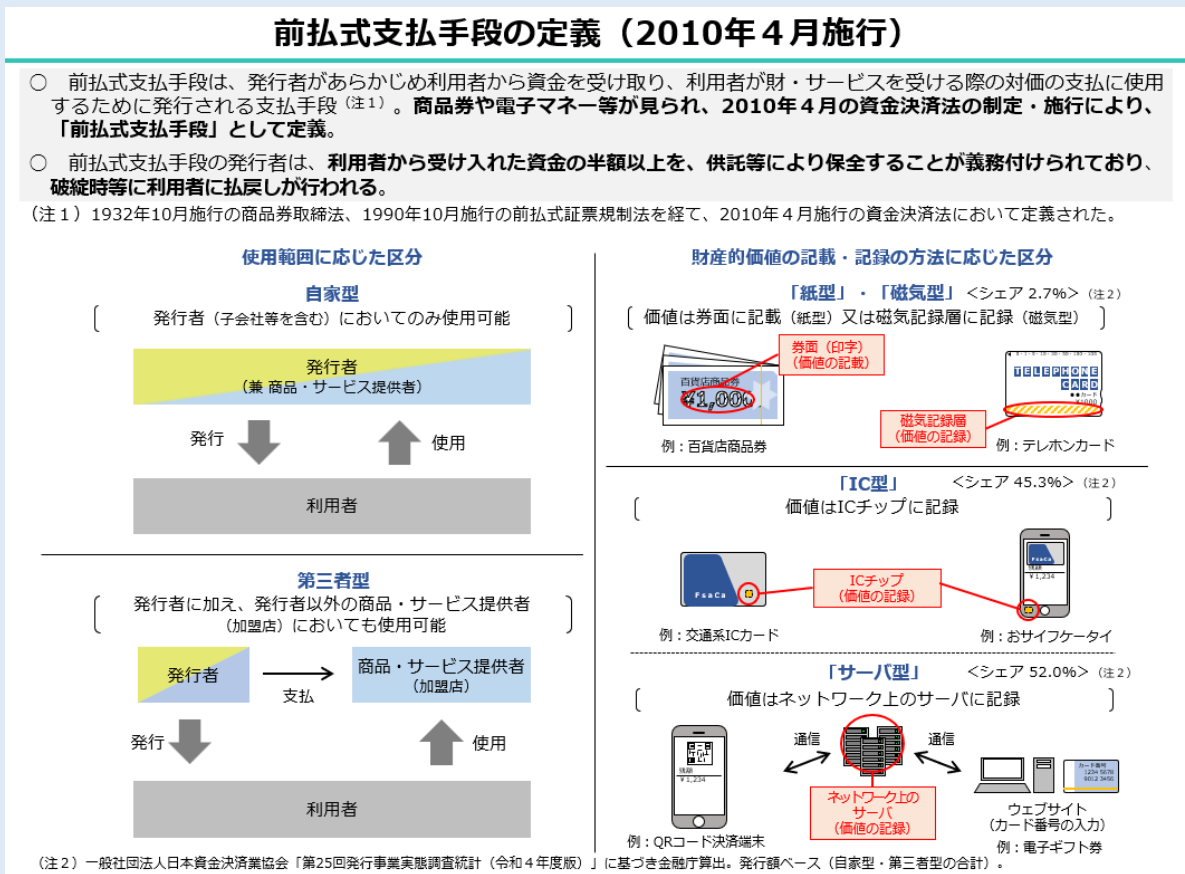 前払式支払手段の定義（2010年４月施行）
○　前払式支払手段は、発行者があらかじめ利用者から資金を受け取り、利用者が財・サービスを受ける際の対価の支払に使用
するために発行される支払手段（注１）。商品券や電子マネー等が見られ、2010年４月の資金決済法の制定・施行により、
「前払式支払手段」として定義。
○　前払式支払手段の発行者は、利用者から受け入れた資金の半額以上を、供託等により保全することが義務付けられており、
破綻時等に利用者に払戻しが行われる。
（注１）1932年10月施行の商品券取締法、1990年10月施行の前払式証票規制法を経て、2010年４月施行の資金決済法において定義された。
使用範囲に応じた区分
自家型
発行者（子会社等を含む）においてのみ使用可能
発行者
（兼 商品・サービス提供者）
発行
使用
利用者
第三者型
発行者に加え、発行者以外の商品・サービス提供者
（加盟店）においても使用可能
発行者
支払
商品・サービス提供者
（加盟店）
発行
使用
利用者
財産的価値の記載・記録の方法に応じた区分
「紙型」・「磁気型」 ＜シェア 2.7%＞（注２）
価値は券面に記載（紙型）又は磁気記録層に記録（磁気型）
券面（印字）
（価値の記載）
百貨店商品券
¥1,000
例：百貨店商品券
TELEPHONE
CARD
●●カード
¥1000
磁気記録層
（価値の記録）
例：テレホンカード
「IC型」 ＜シェア 45.3%＞（注２）
価値はICチップに記録
FsaCa
ICチップ
（価値の記録）
FsaCa
残額
¥1,234
例：交通系ICカード
例：おサイフケータイ
「サーバ型」 ＜シェア 52.0%＞（注２）
価値はネットワーク上のサーバに記録
残額
¥1,234
通信
通信
カード番号
1234 5678
9012 3456
ネットワーク上の
サーバ
（価値の記録）
ウェブサイト
（カード番号の入力）
例：QRコード決済端末
例：電子ギフト券
（注２）一般社団法人日本資金決済業協会「第25回発行事業実態調査統計（令和４年度版）」に基づき金融庁算出。発行額ベース（自家型・第三者型の合計）。